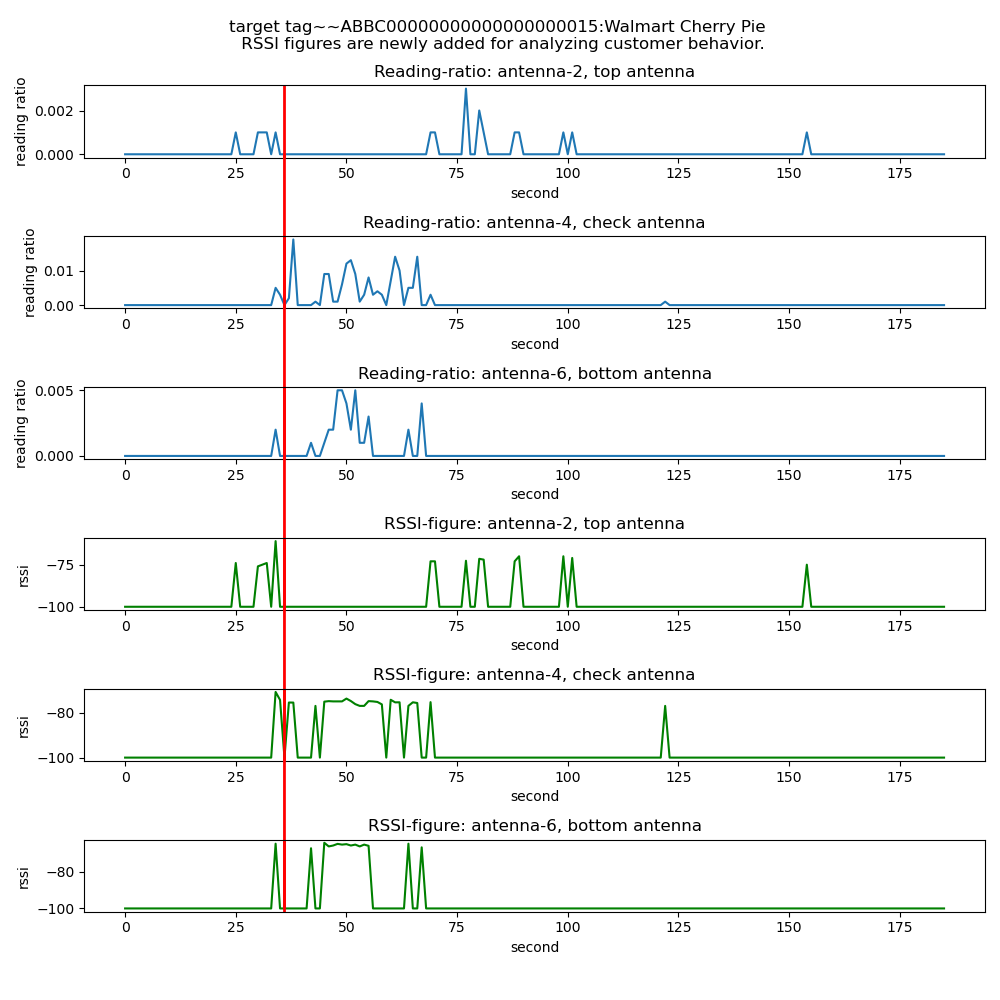 target tag~~ABBC00000000000000000015:Walmart Cherry Pie
RSSI figures are newly added for analyzing customer behavior.
Reading-ratio: antenna-2, top antenna
reading ratio
0.002
0.000
0 25 50 75 100 125 150 175
second
Reading-ratio: antenna-4, check antenna
reading ratio
0.01
0.00
0 25 50 75 100 125 150 175
second
Reading-ratio: antenna-6, bottom antenna
reading ratio
0.005
0.000
0 25 50 75 100 125 150 175
second
RSSI-figure: antenna-2, top antenna
rssi
−75
−100
0 25 50 75 100 125 150 175
second
RSSI-figure: antenna-4, check antenna
rssi
−80
−100
0 25 50 75 100 125 150 175
second
RSSI-figure: antenna-6, bottom antenna
rssi
−80
−100
0 25 50 75 100 125 150 175
second